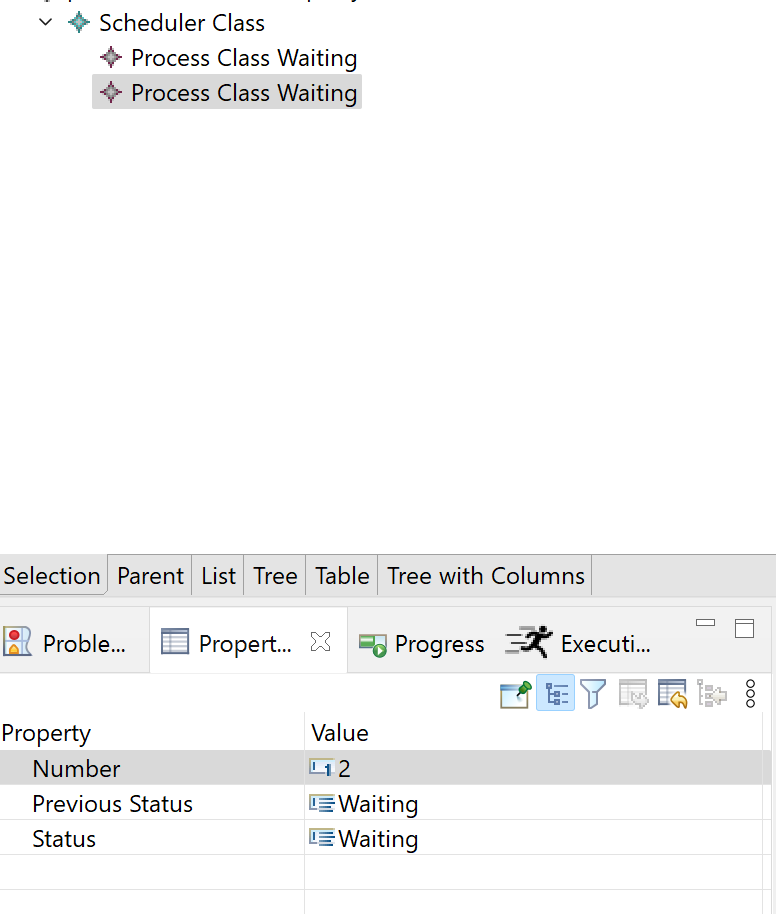 Scheduler Class
Process Class Waiting
Process Class Waiting
Selection Parent List Tree Table Tree with Columns
Proble... Propert... Progress Executi...
Property Value
Number 2
Previous Status Waiting
Status Waiting